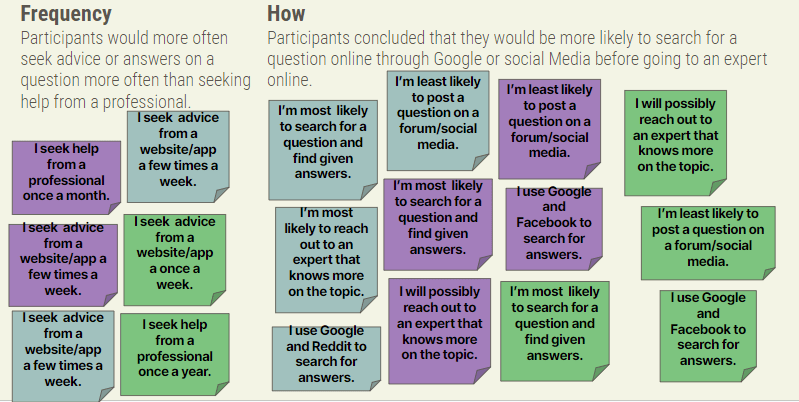 Frequency
Participants would more often
seek advice or answers on a
question more often than seeking
help from a professional.
I seek advice
from a
website/app
a few times a
week.
I seek help
from a
professional
once a month.
I seek advice
from a
website/app a
few times a
week.
I seek advice
from a
website/app
a once a
week.
I seek advice
from a
website/app
a few times a
week.
I seek help
from a
professional
once a year.
How
Participants concluded that they would be more likely to search for a
question online through Google or social Media before going to an expert
online.
I'm most likely
to search for a
question and
find given
answers.
I'm least likely
to post a
question on a
forum/social
media.
I'm least likely
to post a
question on a
forum/social
media.
I will possibly
reach out to
an expert that
knows more
on the topic.
I'm most
likely to reach
out to an
expert that
knows more
on the topic.
I'm most likely
to search for a
question and
find given
answers.
I use Google
and
Facebook to
search for
answers.
I'm least likely to
post a question on
a forum/social
media.
I use Google
and Reddit to
search for
answers.
I will possibly
reach out to
an expert that
knows more
on the topic.
I'm most likely
to search for a
question and
find given
answers.
I use Google
and
Facebook to
search for
answers.